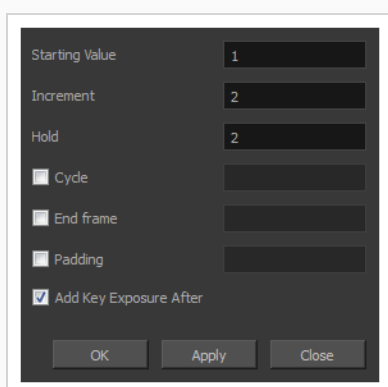 Starting Value 1
Increment 2
Hold 2
Cycle
End frame
Padding
Add Key Exposure After
OK Apply Close